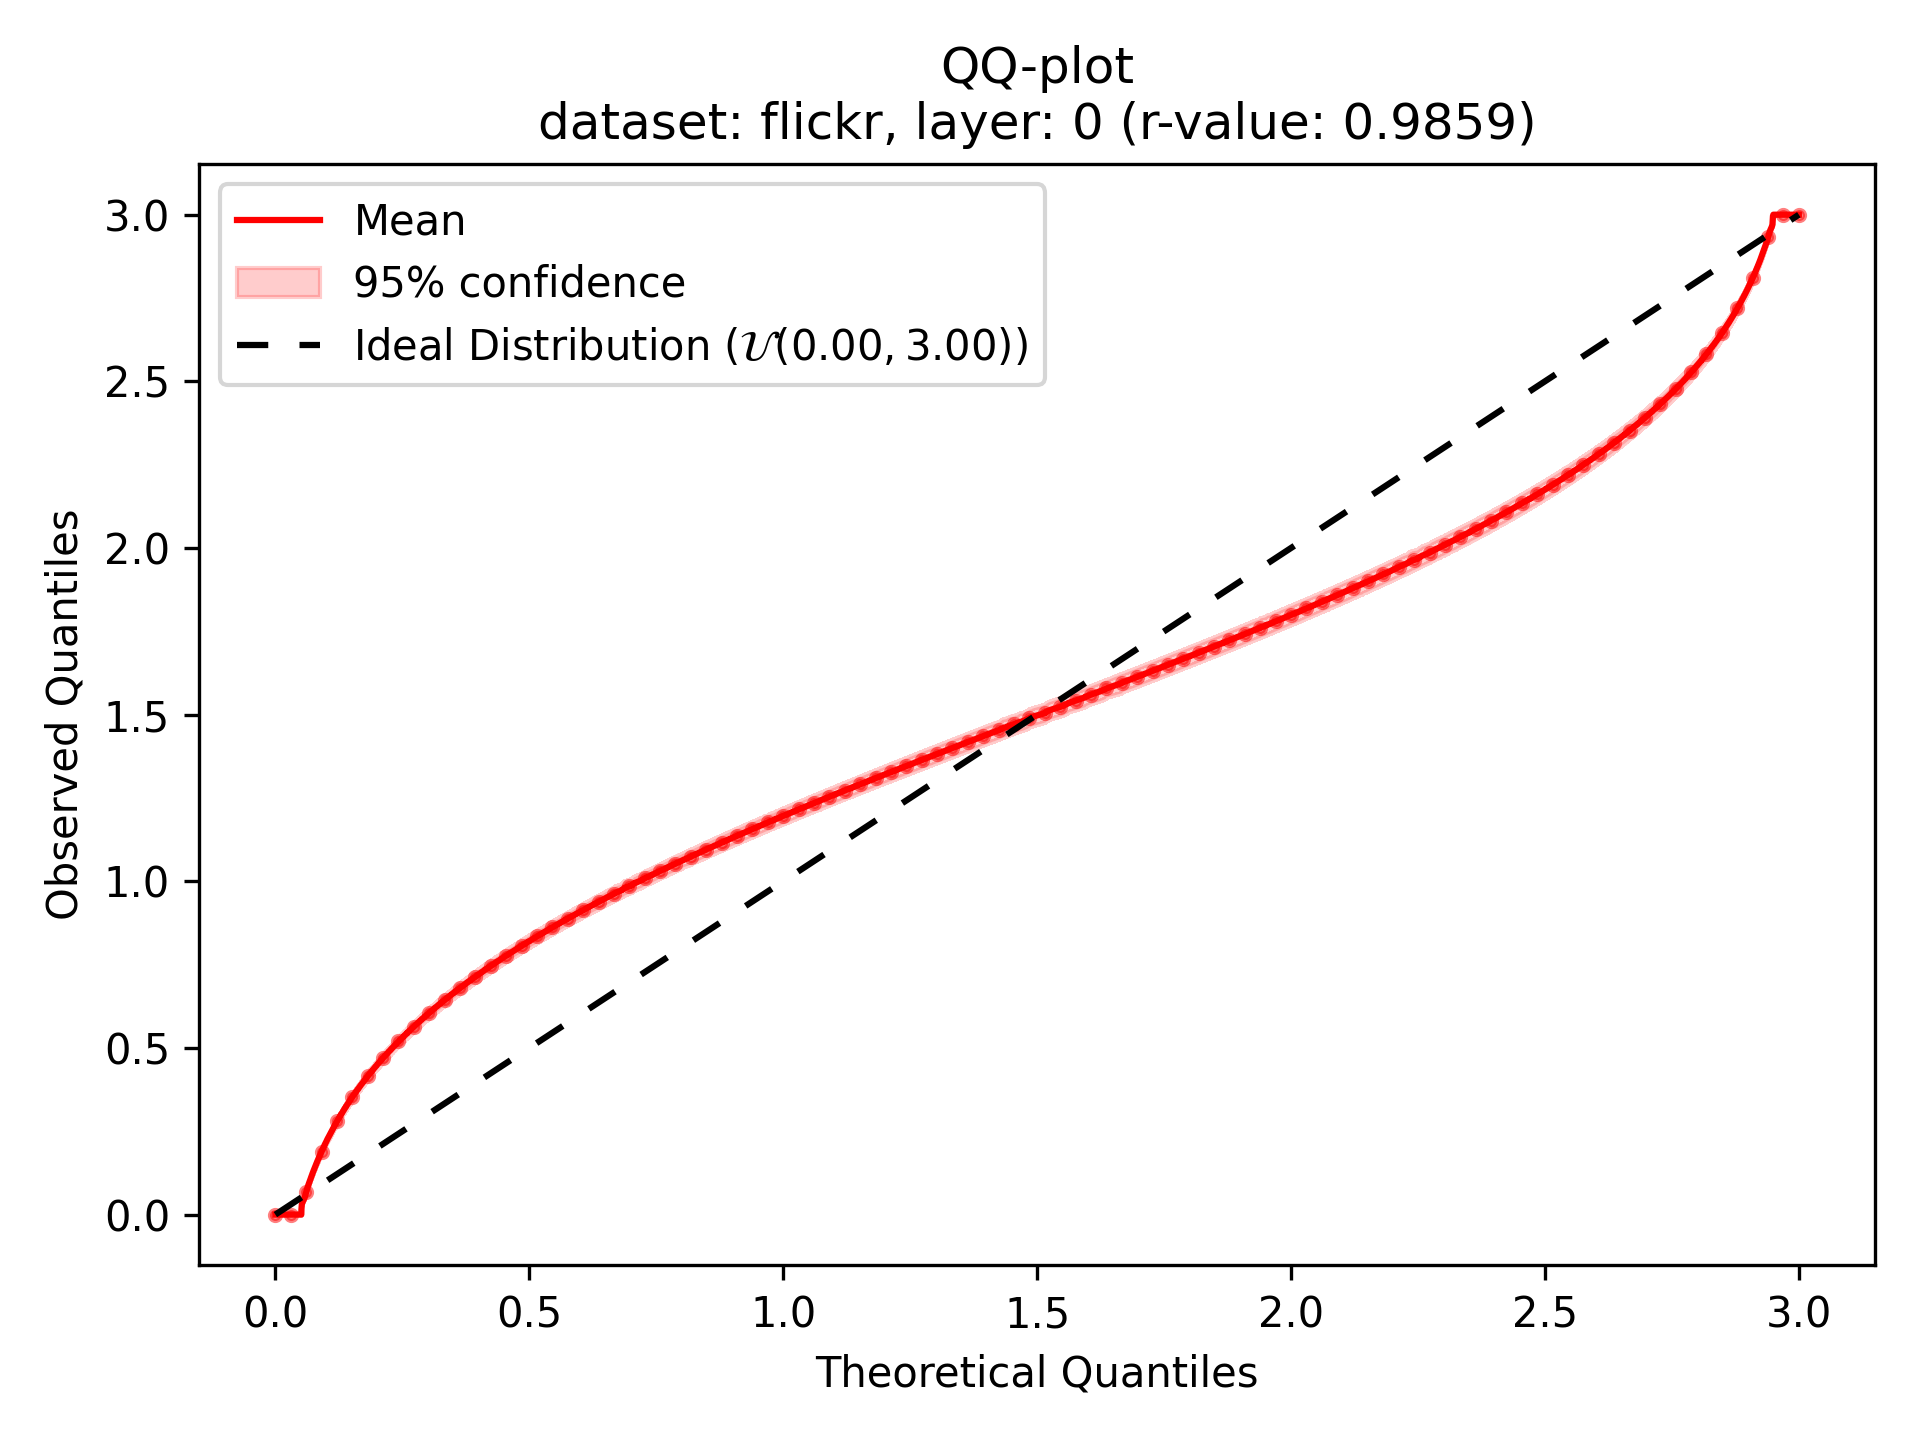 QQ-plot
dataset: flickr, layer: 0 (r-value: 0.9859)
Mean
95% confidence
Ideal Distribution (𝒰(0.00, 3.00))
3.0
2.5
2.0
1.5
1.0
0.5
0.0
Observed Quantiles
0.0 0.5 1.0 1.5 2.0 2.5 3.0
Theoretical Quantiles